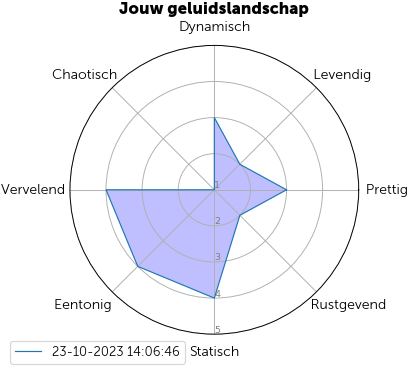 Jouw geluidslandschap
Dynamisch
Chaotisch
Levendig
Vervelend
1
Prettig
2
3
4
Eentonig
Rustgevend
5
23-10-2023 14:06:46
Statisch